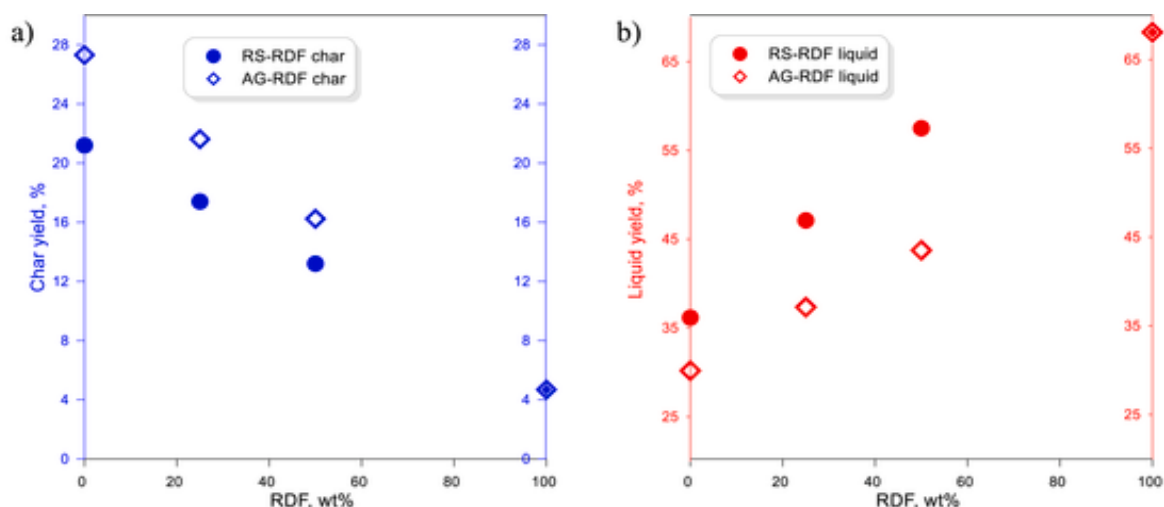 a)
28
24
20
16
12
8
4
0
Char yield, %
RS-RDF char
AG-RDF char
28
24
20
16
12
8
4
0
0 20 40 60 80 100
RDF, wt%
b)
65
55
45
35
25
Liquid yield, %
RS-RDF liquid
AG-RDF liquid
65
55
45
35
25
0 20 40 60 80 100
RDF, wt%